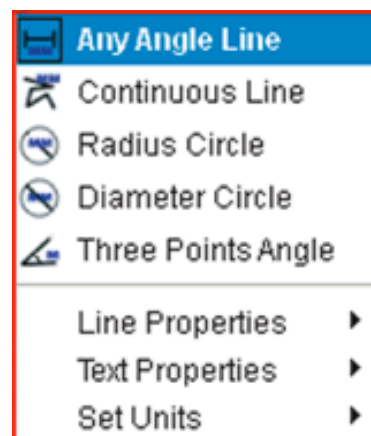 Any Angle Line
Continuous Line
Radius Circle
Diameter Circle
Three Points Angle
Line Properties
Text Properties
Set Units